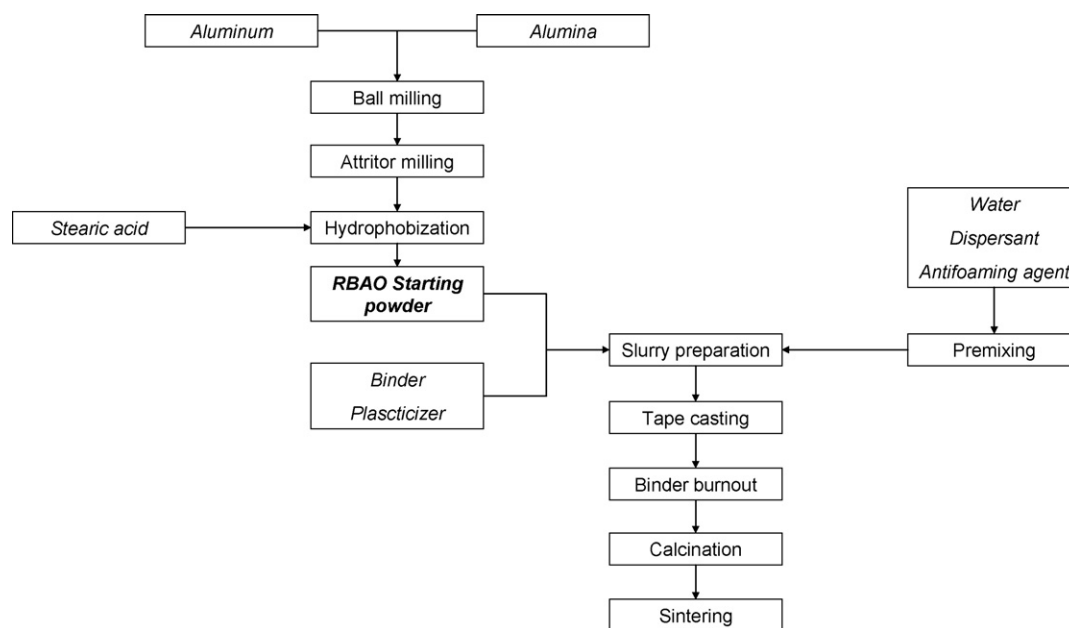 Aluminum
Alumina
Ball milling
Attritor milling
Stearic acid
Hydrophobization
RBAO Starting
powder
Binder
Plascticizer
Water
Dispersant
Antifoaming agent
Premixing
Slurry preparation
Tape casting
Binder burnout
Calcination
Sintering